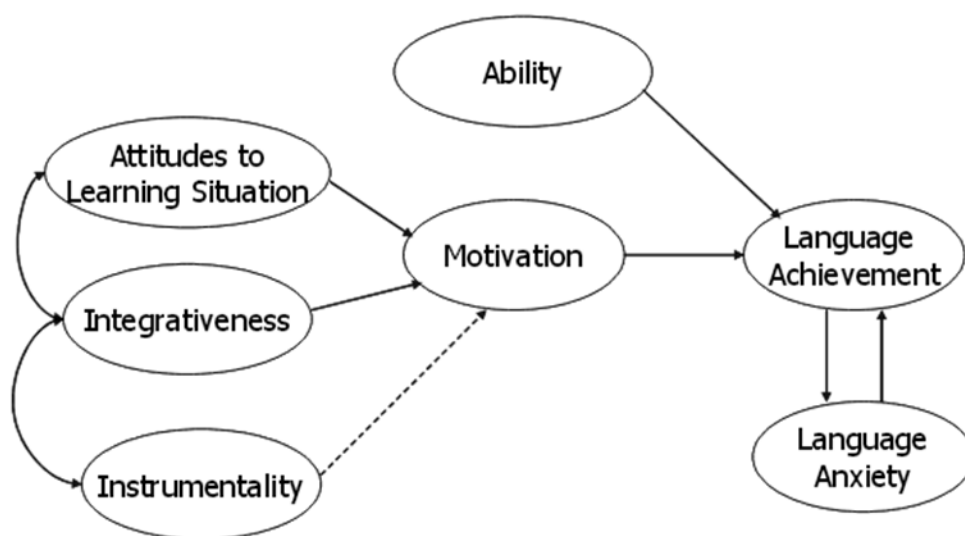 Ability
Attitudes to
Learning Situation
Motivation
Language
Achievement
Integrativeness
Instrumentality
Language
Anxiety